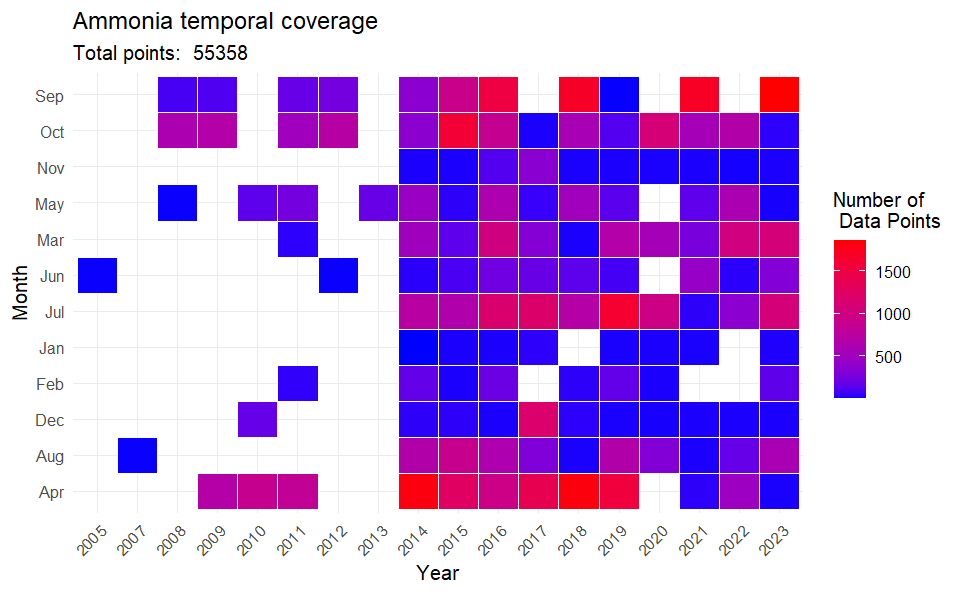 Ammonia temporal coverage
Total points:  55358
Month
Sep
Oct
Nov
May
Mar
Jun
Jul
Jan
Feb
Dec
Aug
Apr
2005
2007
2008
2009
2010
2011
2012
2013
2014
2015
2016
2017
2018
2019
2020
2021
2022
2023
Year
Number of
Data Points
1500
1000
500